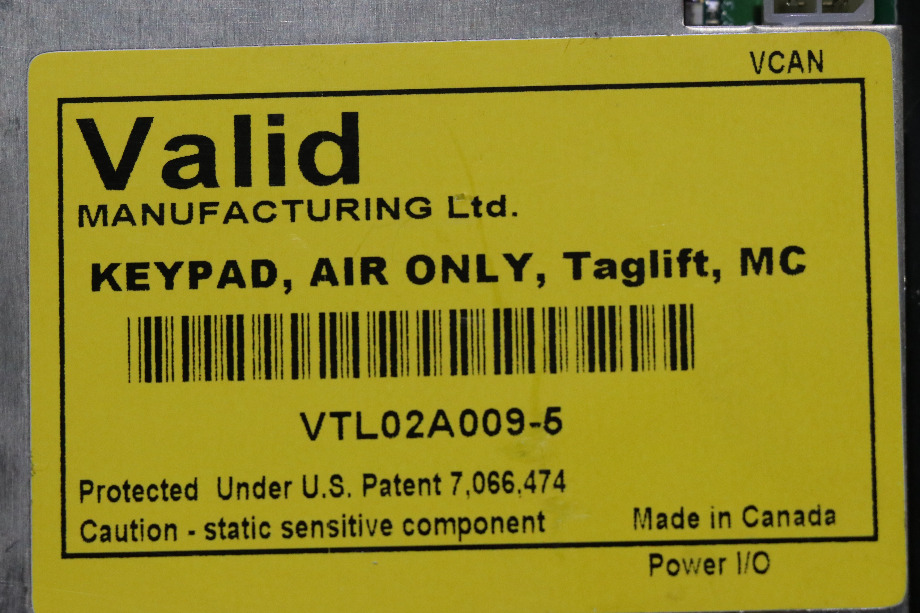 VCAN
Valid
MANUFACTURING Ltd.
KEYPAD, AIR ONLY, Taglift, MC
VTL02A009-5
Protected Under U.S. Patent 7,066,474
Caution - static sensitive component
Made in Canada
Power I/O